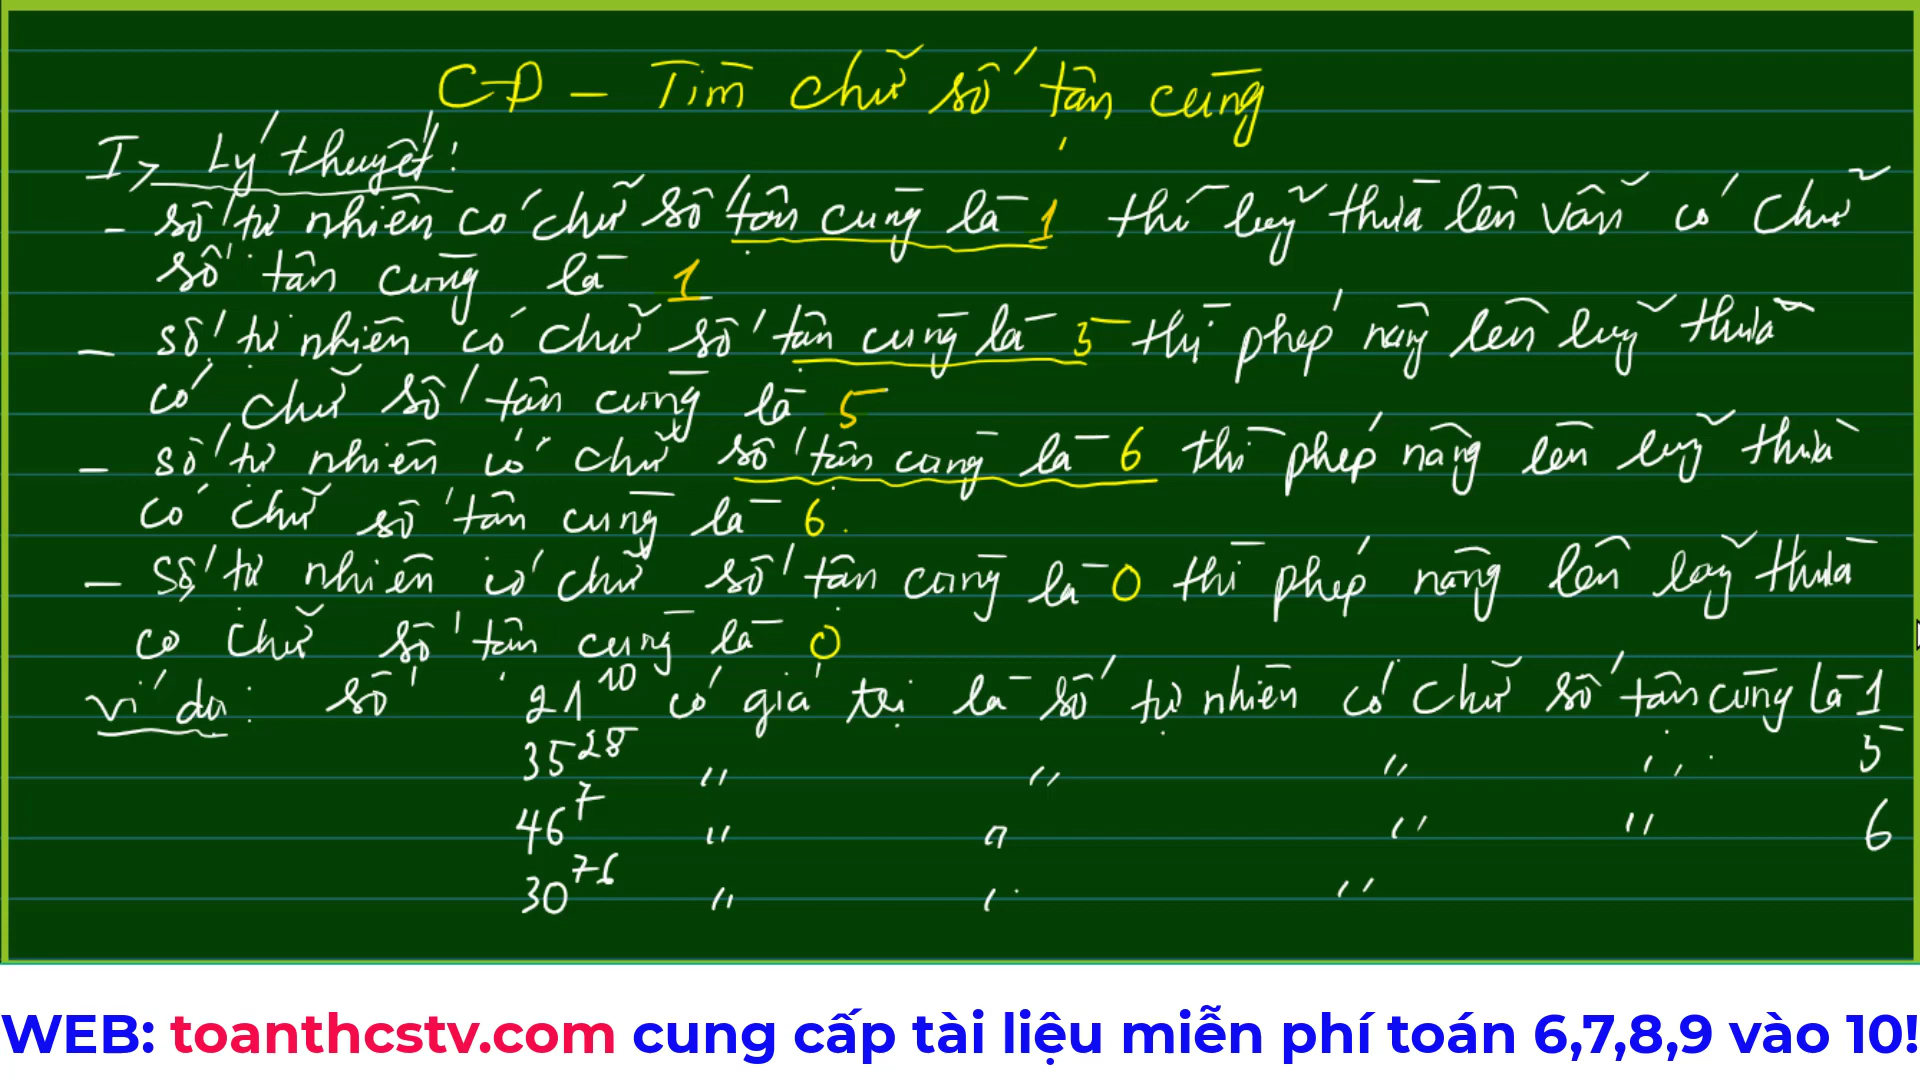 CĐ - Tìm chữ số tận cùng
I, Lý thuyết:
- số tự nhiên có chữ số tận cùng là 1 thì luỹ thừa lên vẫn có chữ
số tận cùng là 1
- số tự nhiên có chữ số tận cùng là 5 thì phép nâng lên luỹ thừa
có chữ số tận cùng là 5
- số tự nhiên có chữ số tận cùng là 6 thì phép nâng lên luỹ thừa
có chữ số tận cùng là 6.
- Số tự nhiên có chữ số tận cùng là 0 thì phép nâng lên luỹ thừa
có chữ số tận cùng là 0
ví dụ: số 21^10 có giá trị là số tự nhiên có chữ số tận cùng là 1
35^28 " " " " 5
46^7 " " " " 6
30^76 " " "
WEB: toanthcstv.com cung cấp tài liệu miễn phí toán 6,7,8,9 vào 10!